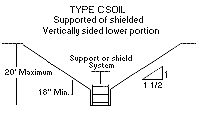 TYPE C SOIL
Supported of shielded
Vertically sided lower portion
Support or shield
System
20' Maximum
1
18" Min.
1 1/2